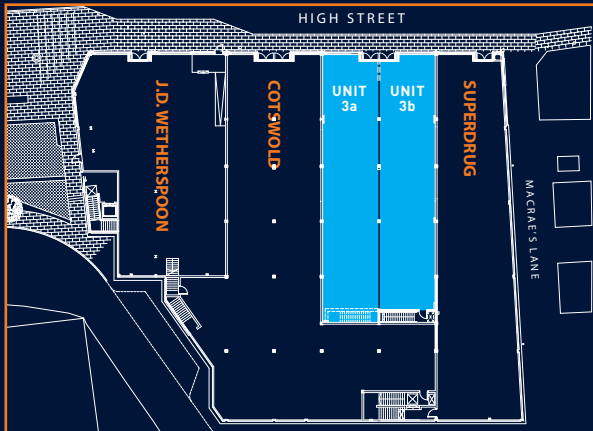 HIGH STREET
J.D. WETHERSPOON
COTSWOLD
UNIT
3a
UNIT
3b
SUPERDRUG
MACRAE'S LANE